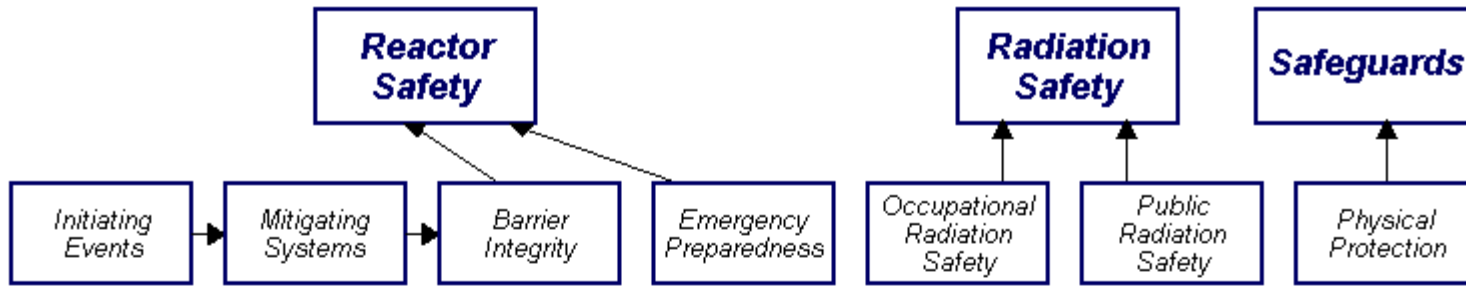 Reactor
Safety
Radiation
Safety
Safeguards
Initiating
Events
Mitigating
Systems
Barrier
Integrity
Emergency
Preparedness
Occupational
Radiation
Safety
Public
Radiation
Safety
Physical
Protection